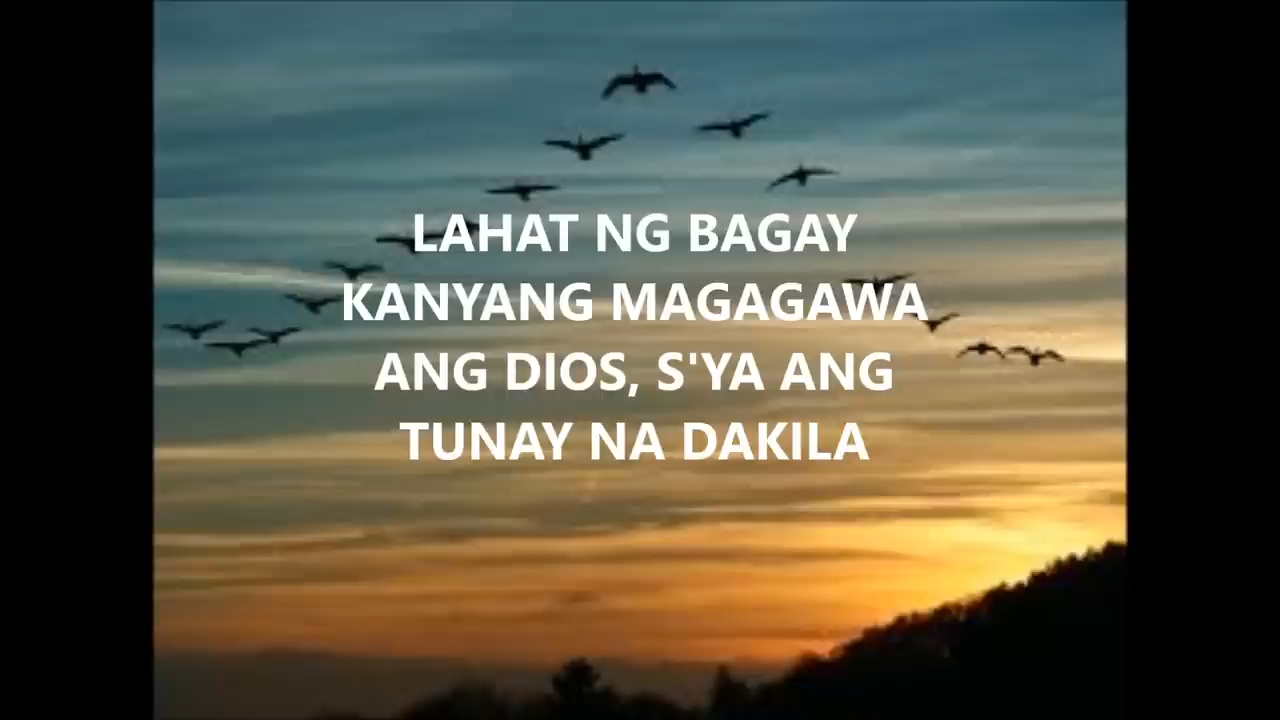 LAHAT NG BAGAY
KANYANG MAGAGAWA
ANG DIOS, S'YA ANG
TUNAY NA DAKILA